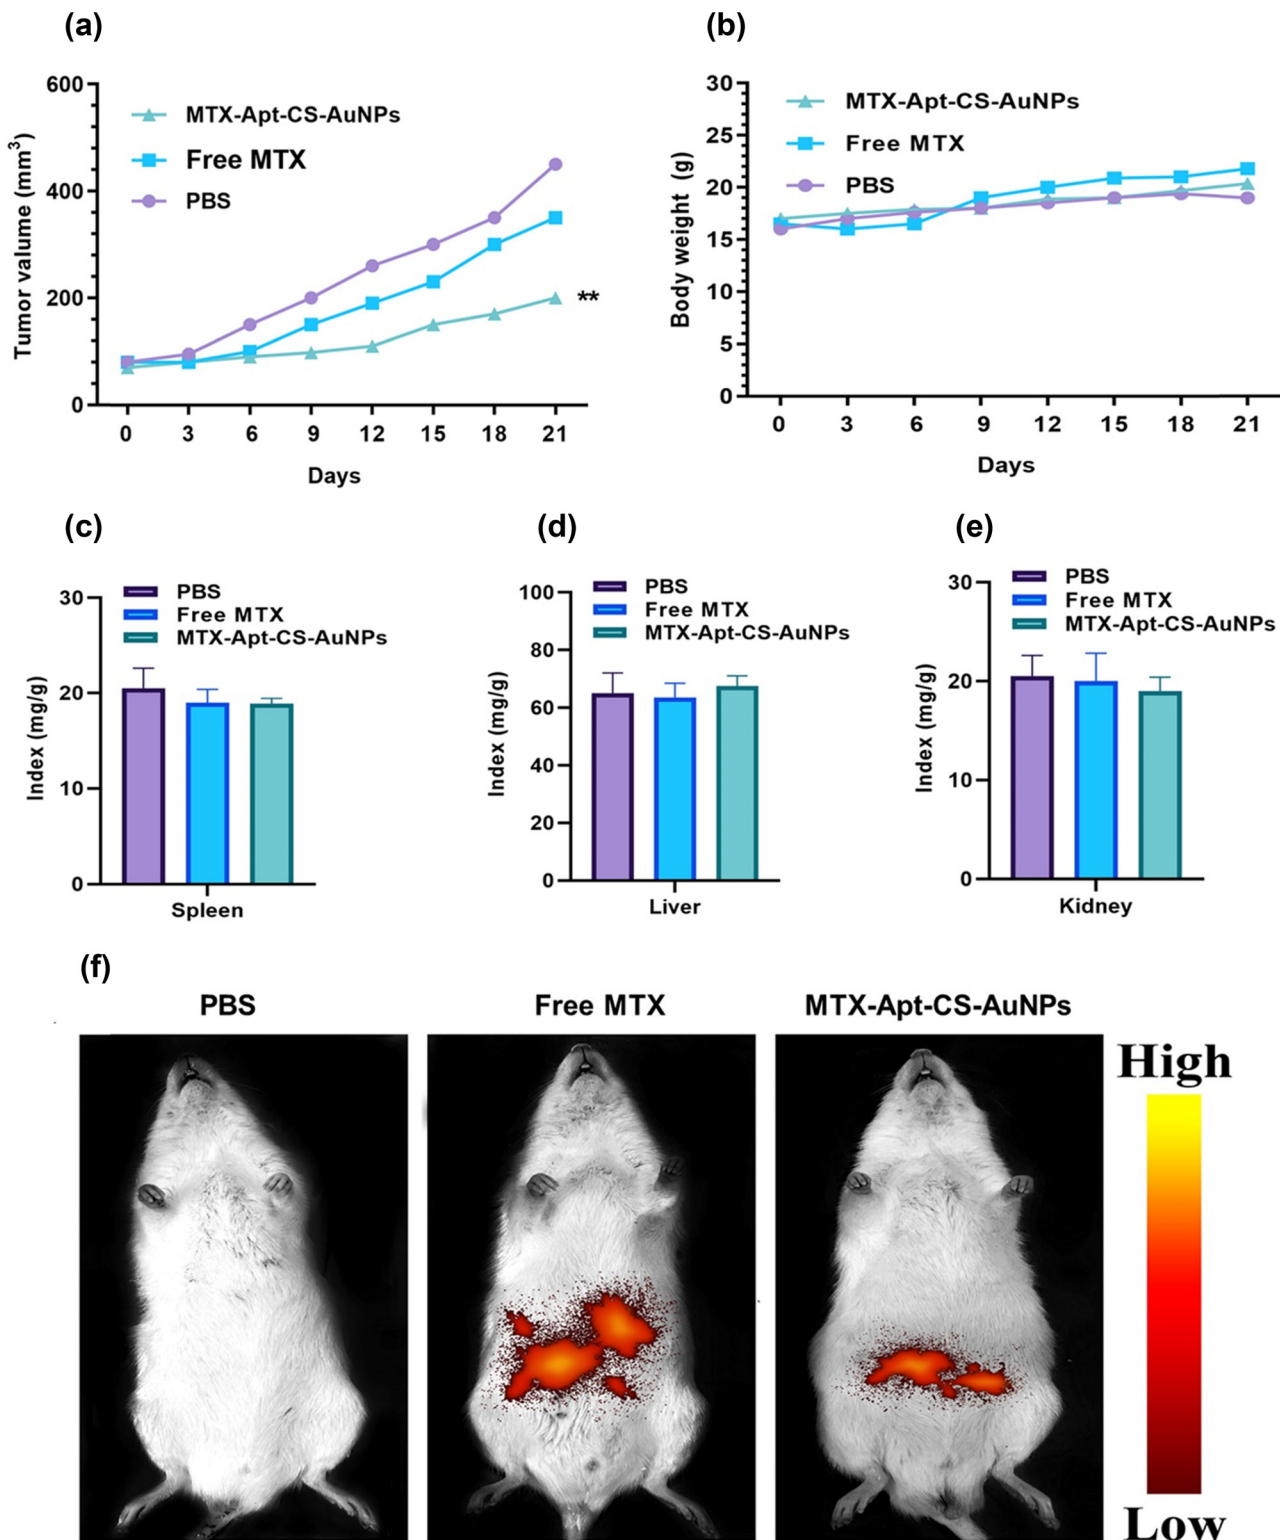 (a)
600
400
200
0
Tumor valume (mm³)
MTX-Apt-CS-AuNPs
Free MTX
PBS
**
0 3 6 9 12 15 18 21
Days
(b)
30
25
20
15
10
5
0
Body weight (g)
MTX-Apt-CS-AuNPs
Free MTX
PBS
0 3 6 9 12 15 18 21
Days
(c)
PBS
Free MTX
MTX-Apt-CS-AuNPs
30
20
10
0
Index (mg/g)
Spleen
(d)
PBS
Free MTX
MTX-Apt-CS-AuNPs
100
80
60
40
20
0
Index (mg/g)
Liver
(e)
PBS
Free MTX
MTX-Apt-CS-AuNPs
30
20
10
0
Index (mg/g)
Kidney
(f)
PBS
Free MTX
MTX-Apt-CS-AuNPs
High
Low